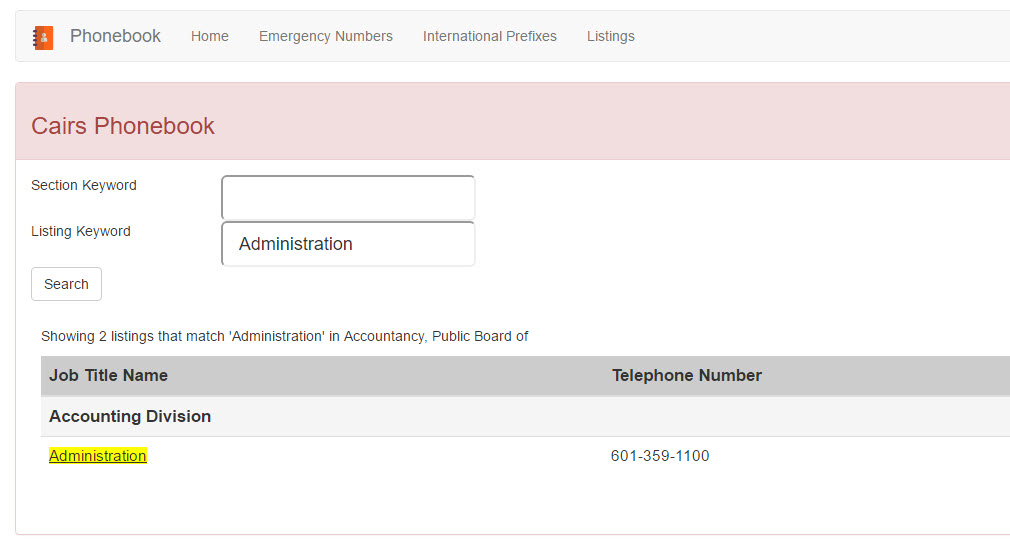 Phonebook Home Emergency Numbers International Prefixes Listings
Cairs Phonebook
Section Keyword
Listing Keyword Administration
Search
Showing 2 listings that match 'Administration' in Accountancy, Public Board of
Job Title Name Telephone Number
Accounting Division
Administration 601-359-1100